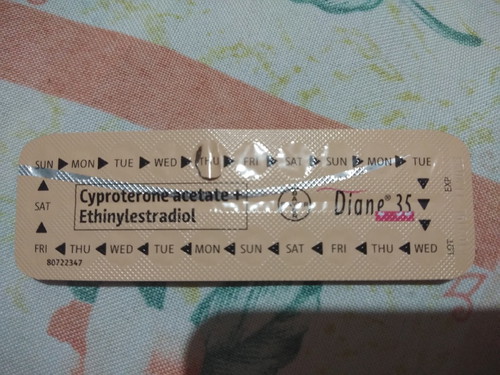 SUN MON TUE WED THU FRI SAT SUN MON TUE
EXP
SAT
Cyproterone acetate +
Ethinylestradiol
Diane® 35
FRI THU WED TUE MON SUN SAT FRI THU WED
LOT
80722347